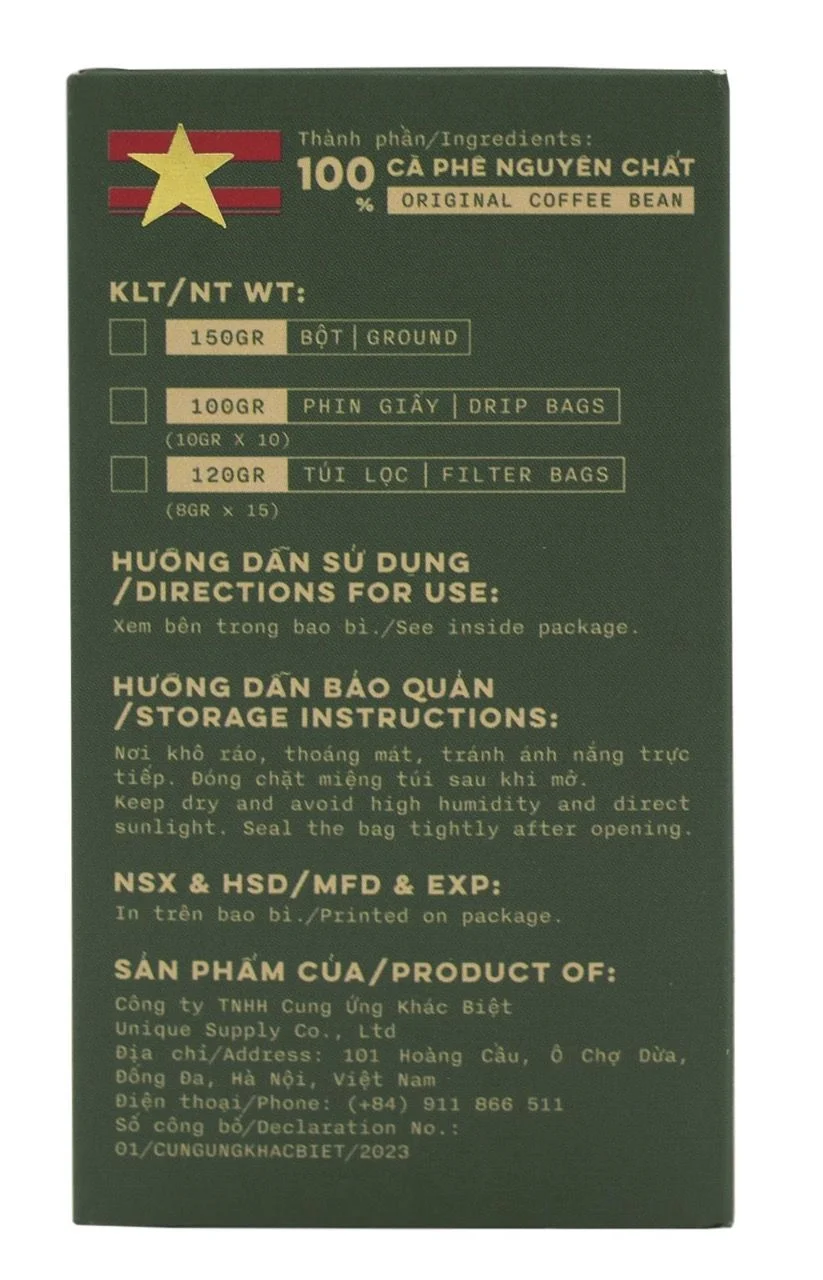 Thành phần/Ingredients:
100 % CÀ PHÊ NGUYÊN CHẤT
ORIGINAL COFFEE BEAN
KLT/NT WT:
150GR BỘT | GROUND
100GR PHIN GIẤY | DRIP BAGS
(10GR X 10)
120GR TÚI LỌC | FILTER BAGS
(8GR x 15)
HƯỚNG DẪN SỬ DỤNG
/DIRECTIONS FOR USE:
Xem bên trong bao bì./See inside package.
HƯỚNG DẪN BẢO QUẢN
/STORAGE INSTRUCTIONS:
Nơi khô ráo, thoáng mát, tránh ánh nắng trực
tiếp. Đóng chặt miệng túi sau khi mở.
Keep dry and avoid high humidity and direct
sunlight. Seal the bag tightly after opening.
NSX & HSD/MFD & EXP:
In trên bao bì./Printed on package.
SẢN PHẨM CỦA/PRODUCT OF:
Công ty TNHH Cung Ứng Khác Biệt
Unique Supply Co., Ltd
Địa chỉ/Address: 101 Hoàng Cầu, Ô Chợ Dừa,
Đống Đa, Hà Nội, Việt Nam
Điện thoại/Phone: (+84) 911 866 511
Số công bố/Declaration No.:
01/CUNGUNGKHACBIET/2023